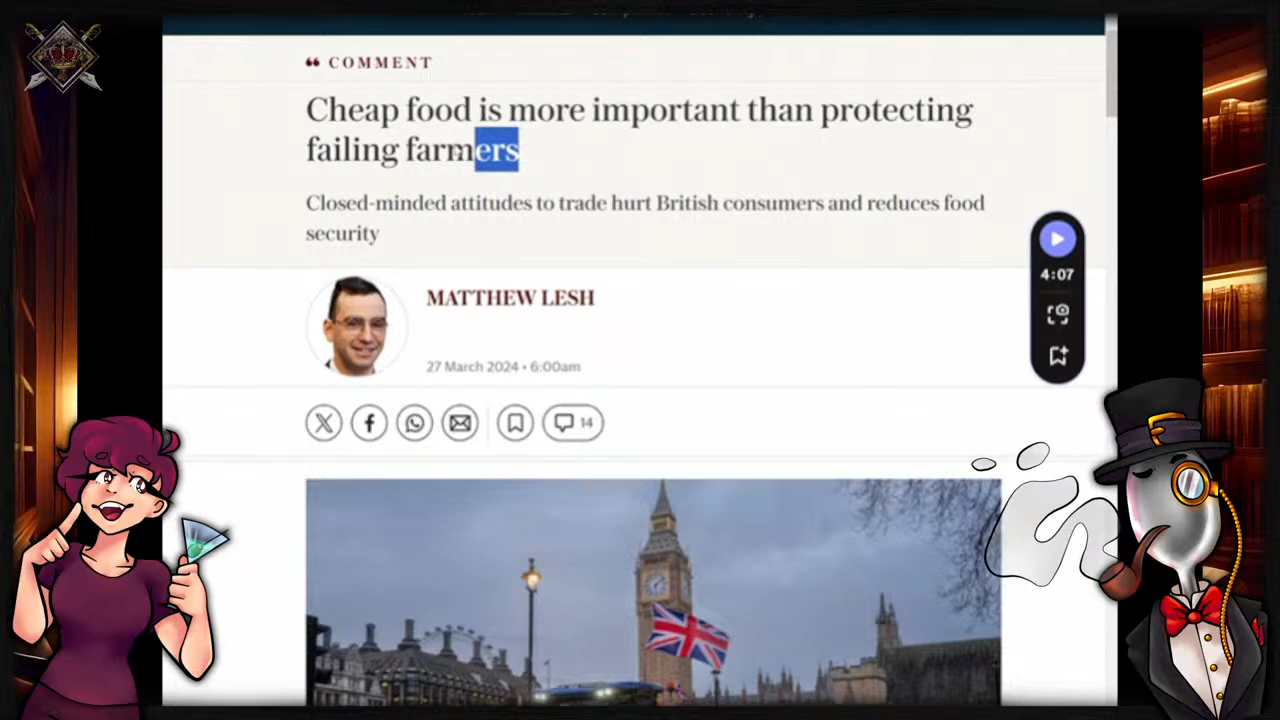 ❝ COMMENT
Cheap food is more important than protecting
failing farmers
Closed-minded attitudes to trade hurt British consumers and reduces food
security
MATTHEW LESH
27 March 2024 • 6:00am
14
4:07